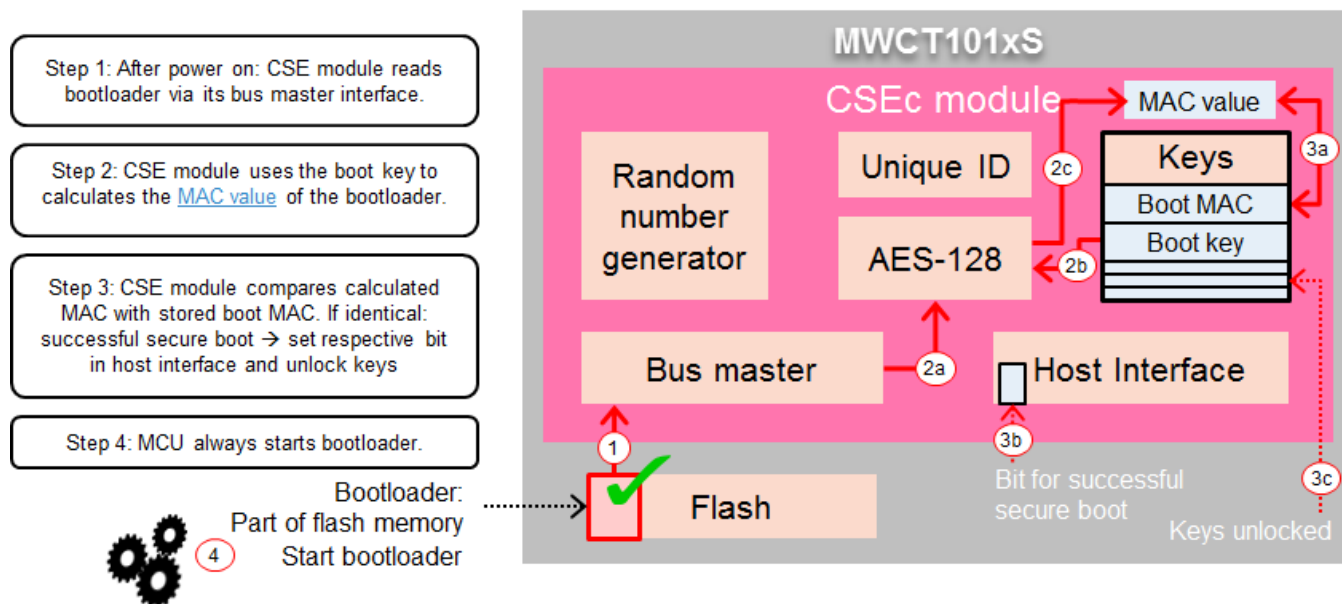 Step 1: After power on: CSE module reads
bootloader via its bus master interface.
Step 2: CSE module uses the boot key to
calculates the MAC value of the bootloader.
Step 3: CSE module compares calculated
MAC with stored boot MAC. If identical:
successful secure boot → set respective bit
in host interface and unlock keys
Step 4: MCU always starts bootloader.
Bootloader:
Part of flash memory
4
Start bootloader
MWCT101xS
CSEc module
MAC value
Random
number
generator
Unique ID
2c
3a
Keys
Boot MAC
Boot key
AES-128
2b
Bus master
2a
Host Interface
1
3b
3c
Flash
Bit for successful
secure boot
Keys unlocked